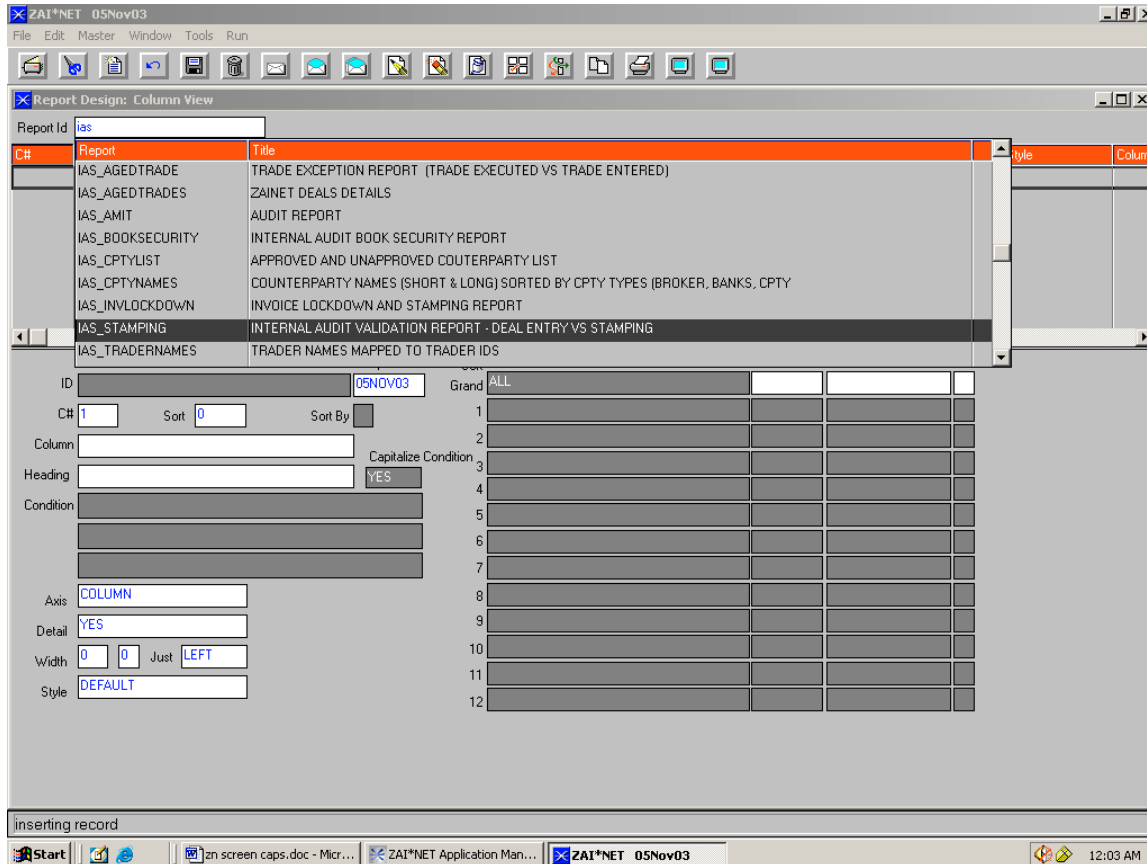 ZAI*NET 05Nov03
File Edit Master Window Tools Run
Report Design: Column View
Report Id ias
C# Report Title Style Colum
IAS_AGEDTRADE TRADE EXCEPTION REPORT (TRADE EXECUTED VS TRADE ENTERED)
IAS_AGEDTRADES ZAINET DEALS DETAILS
IAS_AMIT AUDIT REPORT
IAS_BOOKSECURITY INTERNAL AUDIT BOOK SECURITY REPORT
IAS_CPTYLIST APPROVED AND UNAPPROVED COUTERPARTY LIST
IAS_CPTYNAMES COUNTERPARTY NAMES (SHORT & LONG) SORTED BY CPTY TYPES (BROKER, BANKS, CPTY
IAS_INVLOCKDOWN INVOICE LOCKDOWN AND STAMPING REPORT
IAS_STAMPING INTERNAL AUDIT VALIDATION REPORT - DEAL ENTRY VS STAMPING
IAS_TRADERNAMES TRADER NAMES MAPPED TO TRADER IDS
ID 05NOV03 Grand ALL
C# 1 Sort 0 Sort By 1
Column 2
Capitalize Condition
Heading YES 3
4
Condition 5
6
7
Axis COLUMN 8
Detail YES 9
Width 0 0 Just LEFT 10
Style DEFAULT 11
12
inserting record
Start zn screen caps.doc - Micr... ZAI*NET Application Man... ZAI*NET 05Nov03 12:03 AM